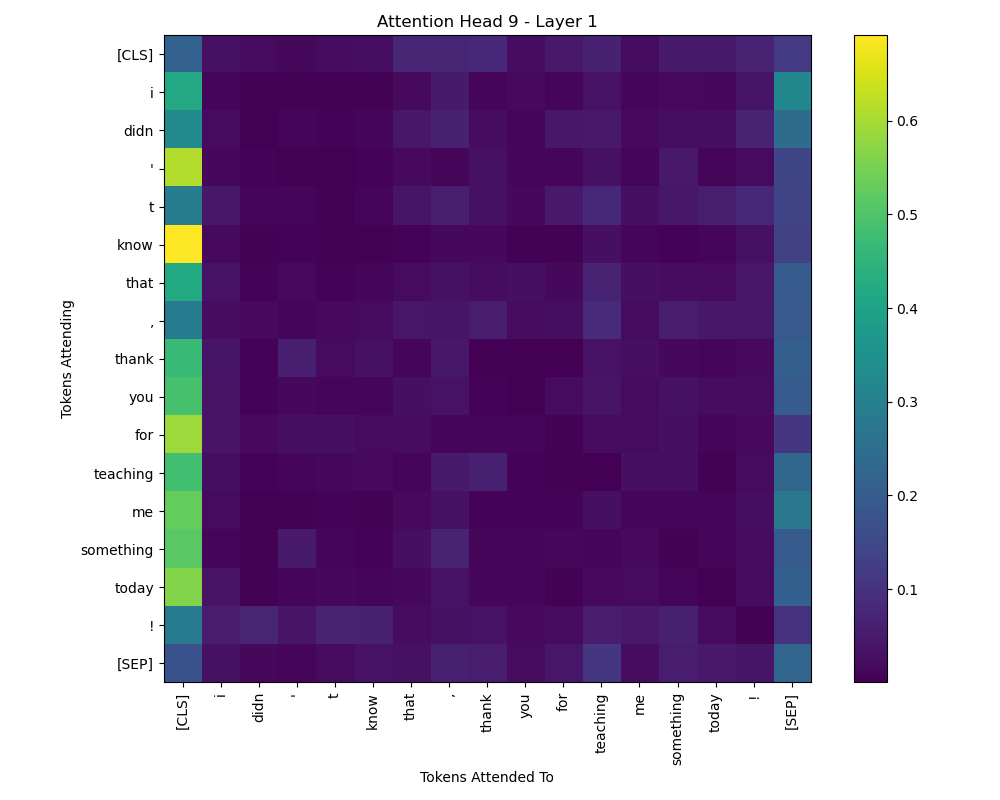 Attention Head 9 - Layer 1
[CLS]
i
didn
'
t
know
that
,
thank
you
for
teaching
me
something
today
!
[SEP]
Tokens Attending
[CLS]
i
didn
'
t
know
that
,
thank
you
for
teaching
me
something
today
!
[SEP]
Tokens Attended To
0.6
0.5
0.4
0.3
0.2
0.1